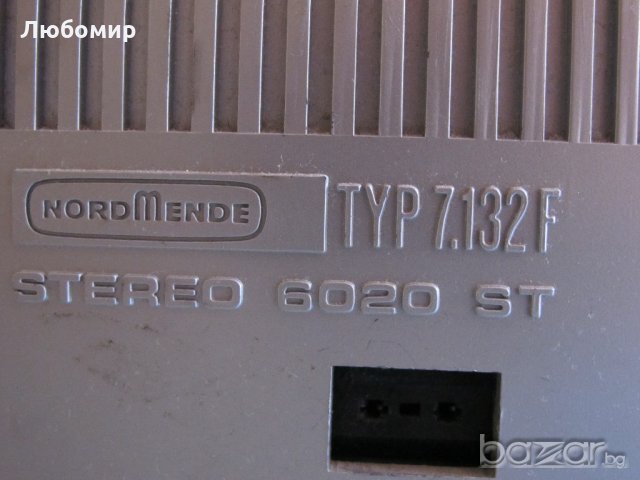 Любомир
NORDMENDE TYP 7.132 F
STEREO 6020 ST
bazar.bg